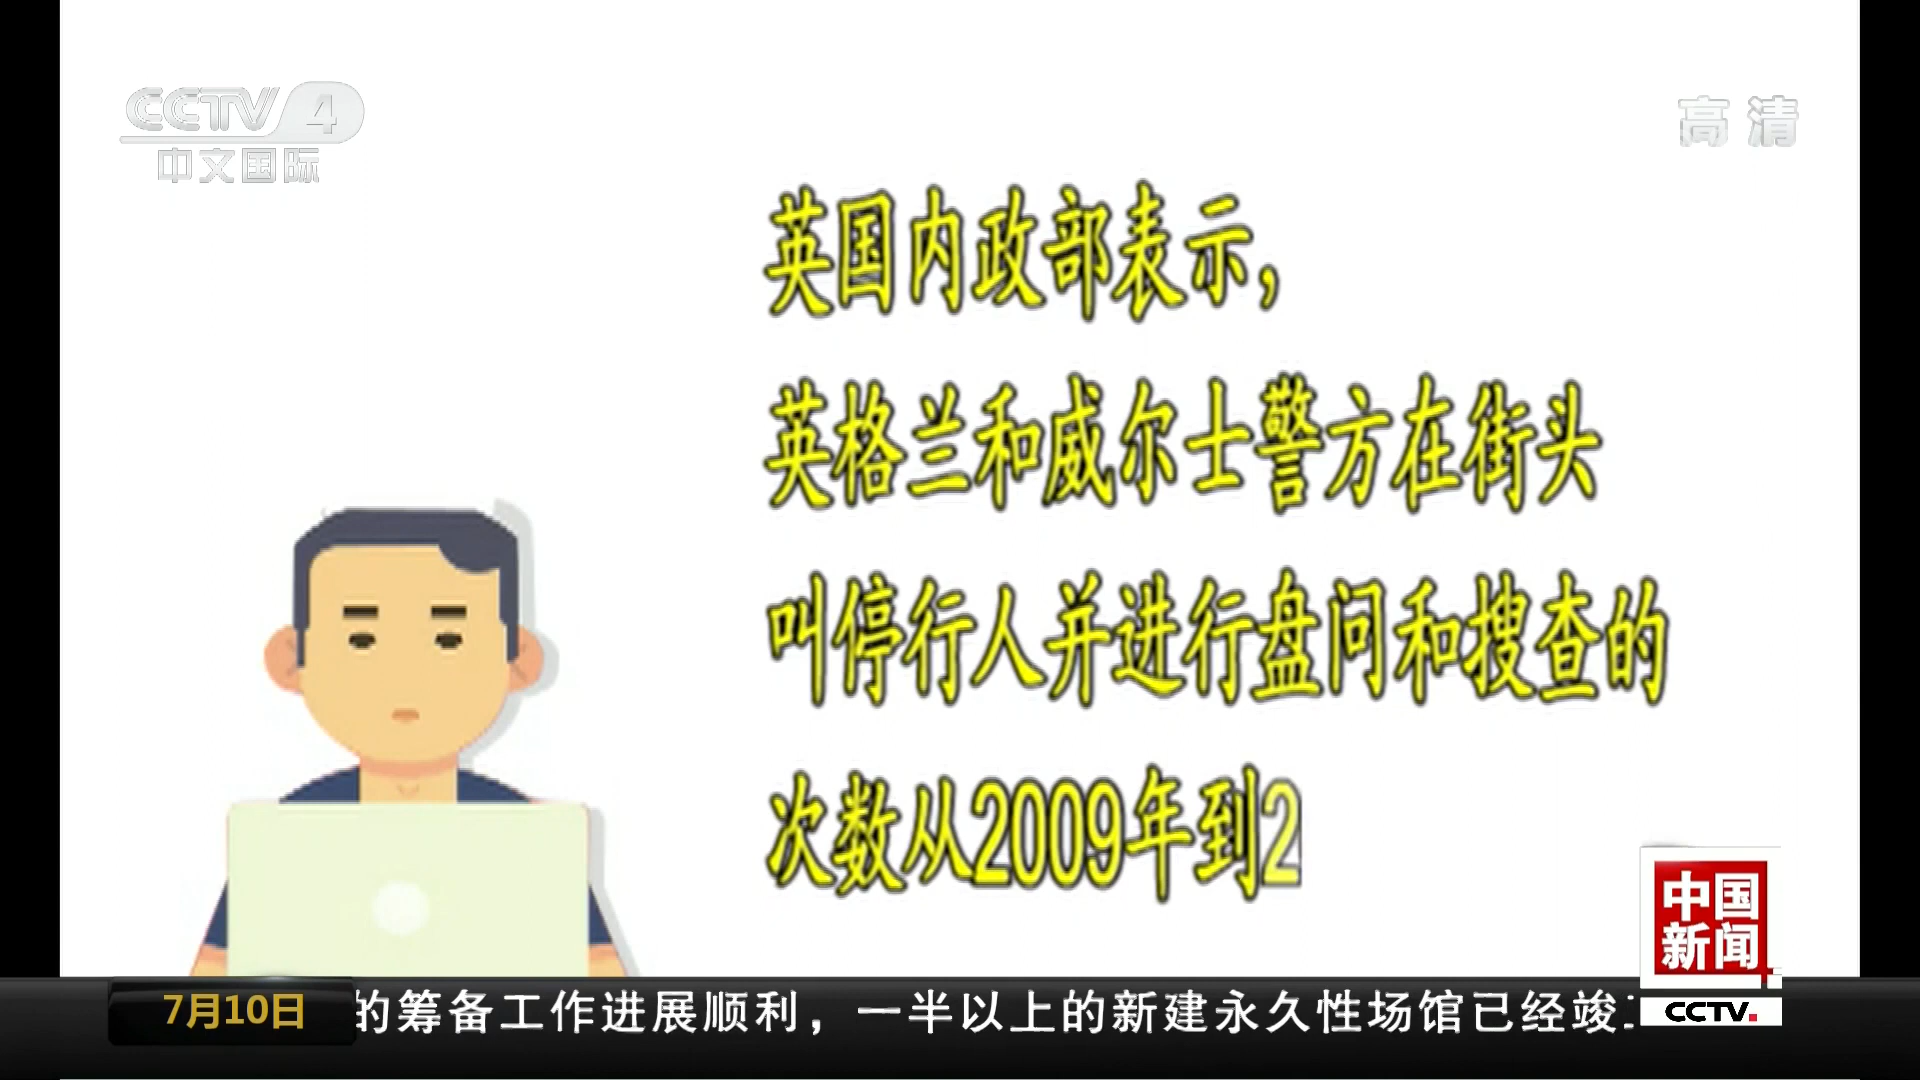 CCTV 4
中文国际
高清
英国内政部表示，
英格兰和威尔士警方在街头
叫停行人并进行盘问和搜查的
次数从2009年到2
中国
新闻
CCTV.
7月10日
的筹备工作进展顺利，一半以上的新建永久性场馆已经竣